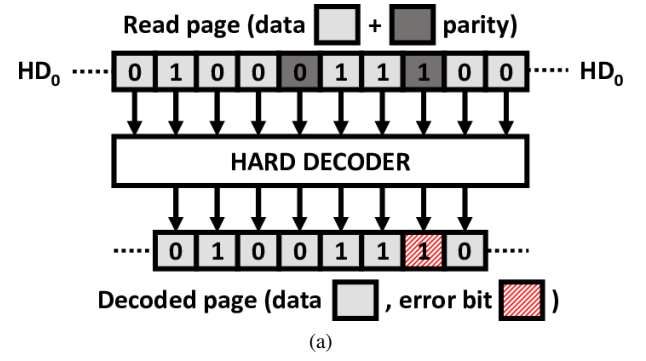 Read page (data + parity)
HD0 0 1 0 0 0 1 1 1 0 0 HD0
HARD DECODER
0 1 0 0 1 1 1 0
Decoded page (data , error bit )
(a)